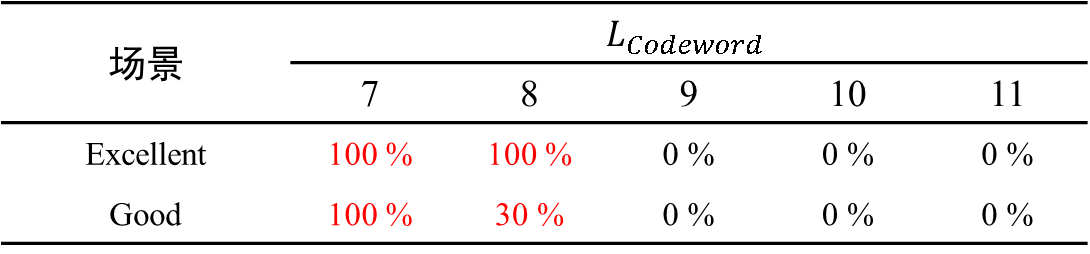 场景 L_Codeword
7 8 9 10 11
Excellent 100 % 100 % 0 % 0 % 0 %
Good 100 % 30 % 0 % 0 % 0 %